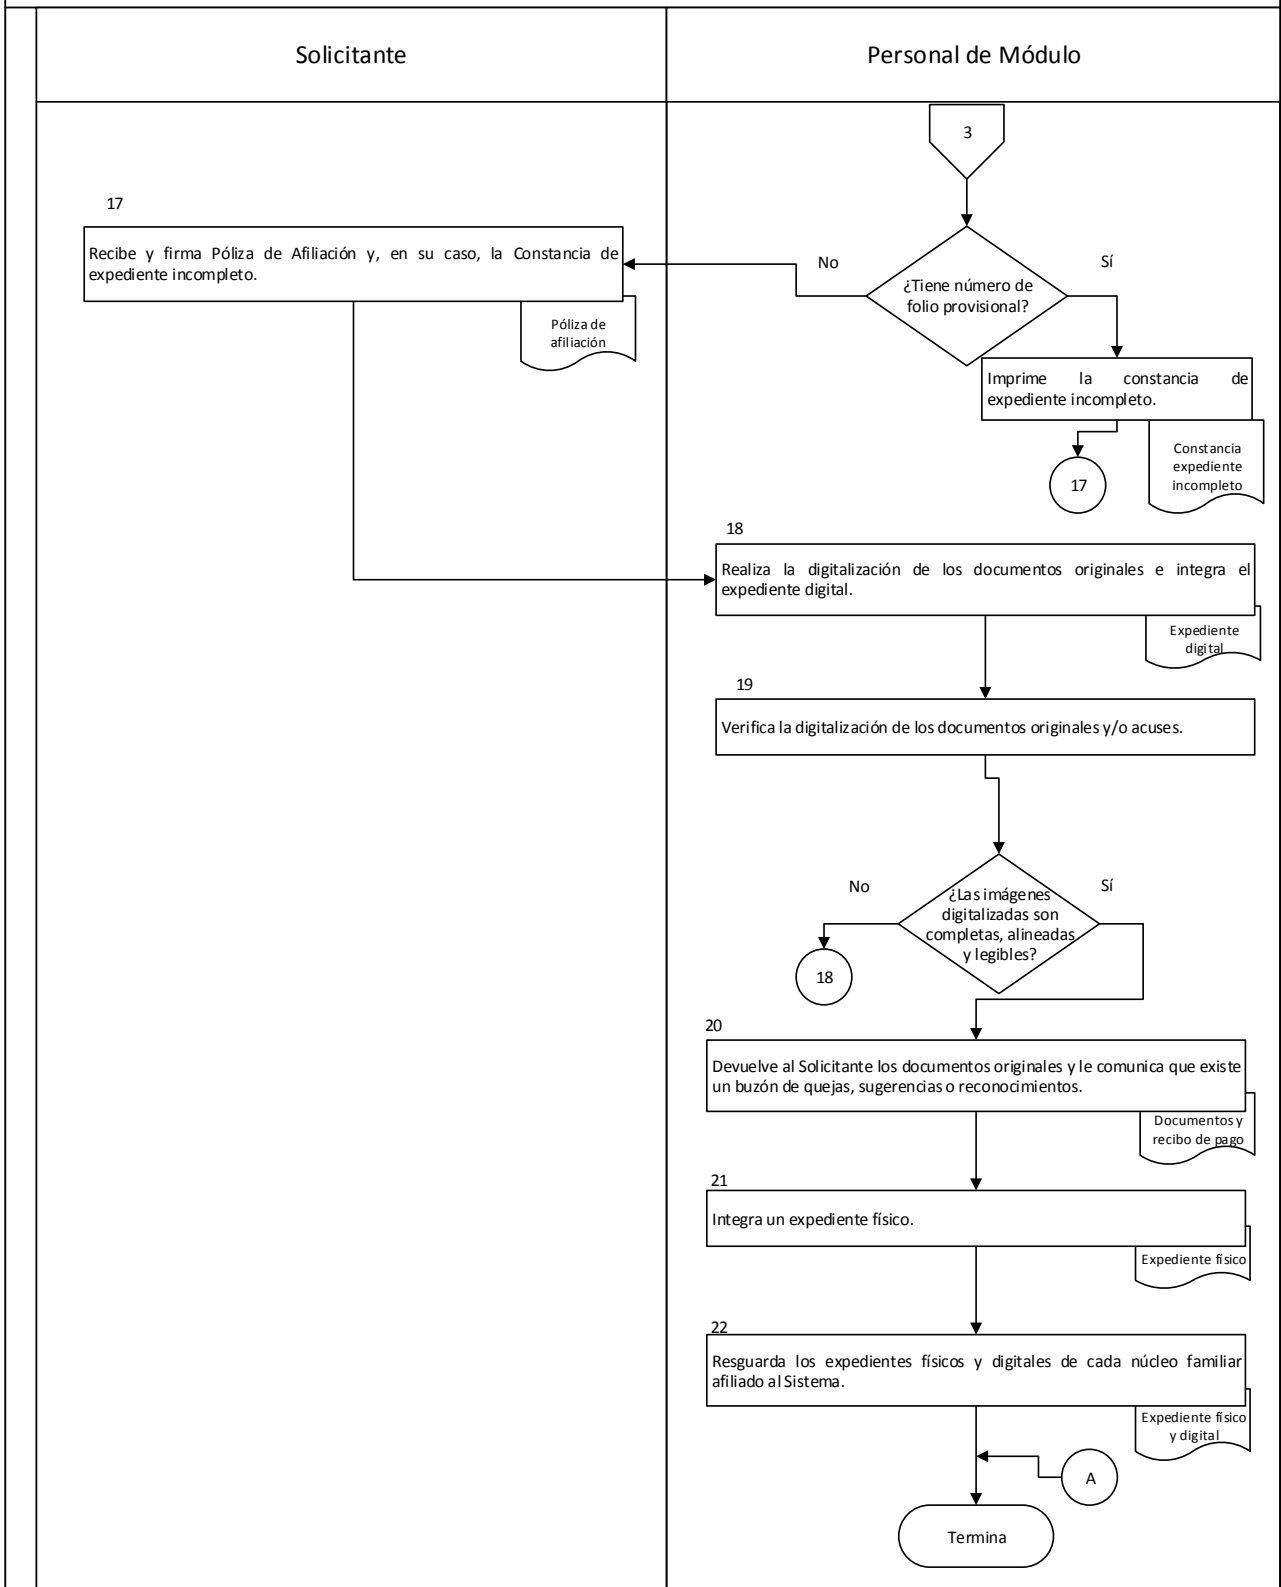 Solicitante
Personal de Módulo
3
17
Recibe y firma Póliza de Afiliación y, en su caso, la Constancia de
expediente incompleto.
Póliza de
afiliación
No
Sí
¿Tiene número de
folio provisional?
Imprime la constancia de
expediente incompleto.
Constancia
expediente
incompleto
17
18
Realiza la digitalización de los documentos originales e integra el
expediente digital.
Expediente
digital
19
Verifica la digitalización de los documentos originales y/o acuses.
No
Sí
¿Las imágenes
digitalizadas son
completas, alineadas
y legibles?
18
20
Devuelve al Solicitante los documentos originales y le comunica que existe
un buzón de quejas, sugerencias o reconocimientos.
Documentos y
recibo de pago
21
Integra un expediente físico.
Expediente físico
22
Resguarda los expedientes físicos y digitales de cada núcleo familiar
afiliado al Sistema.
Expediente físico
y digital
A
Termina